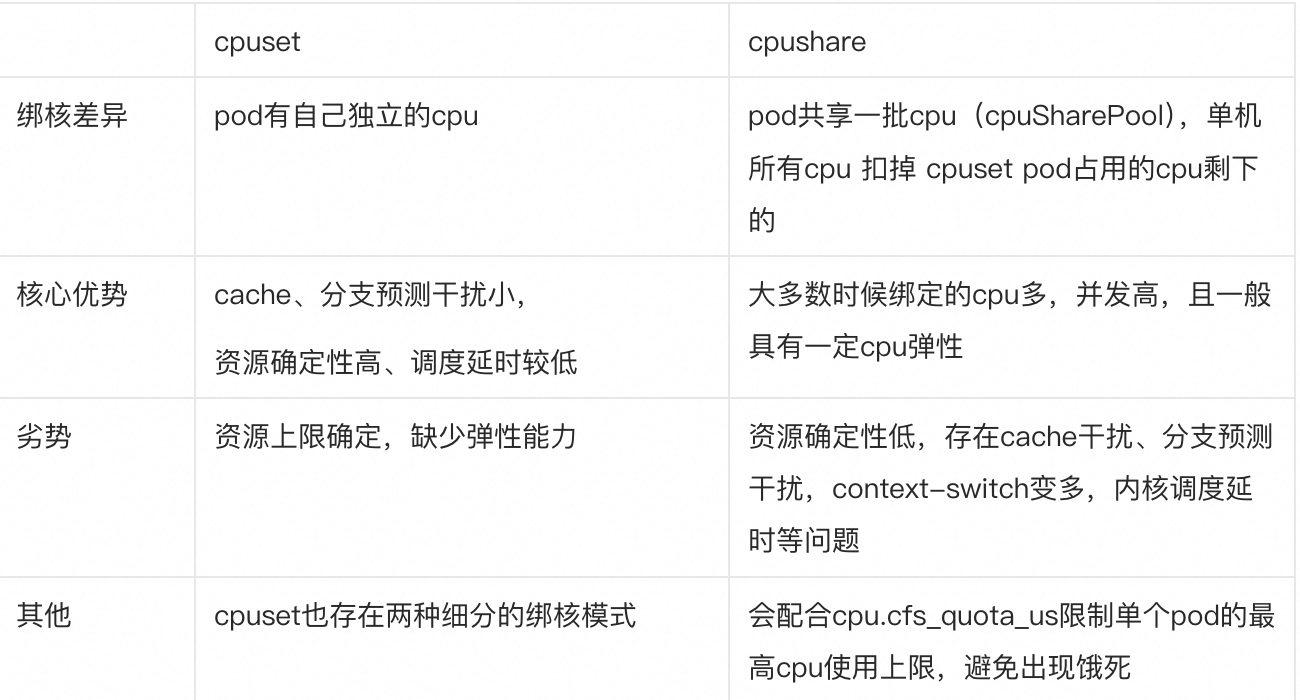 cpuset
cpushare
绑核差异
pod有自己独立的cpu
pod共享一批cpu（cpuSharePool），单机
所有cpu 扣掉 cpuset pod占用的cpu剩下
的
核心优势
cache、分支预测干扰小，
资源确定性高、调度延时较低
大多数时候绑定的cpu多，并发高，且一般
具有一定cpu弹性
劣势
资源上限确定，缺少弹性能力
资源确定性低，存在cache干扰、分支预测
干扰，context-switch变多，内核调度延
时等问题
其他
cpuset也存在两种细分的绑核模式
会配合cpu.cfs_quota_us限制单个pod的最
高cpu使用上限，避免出现饿死